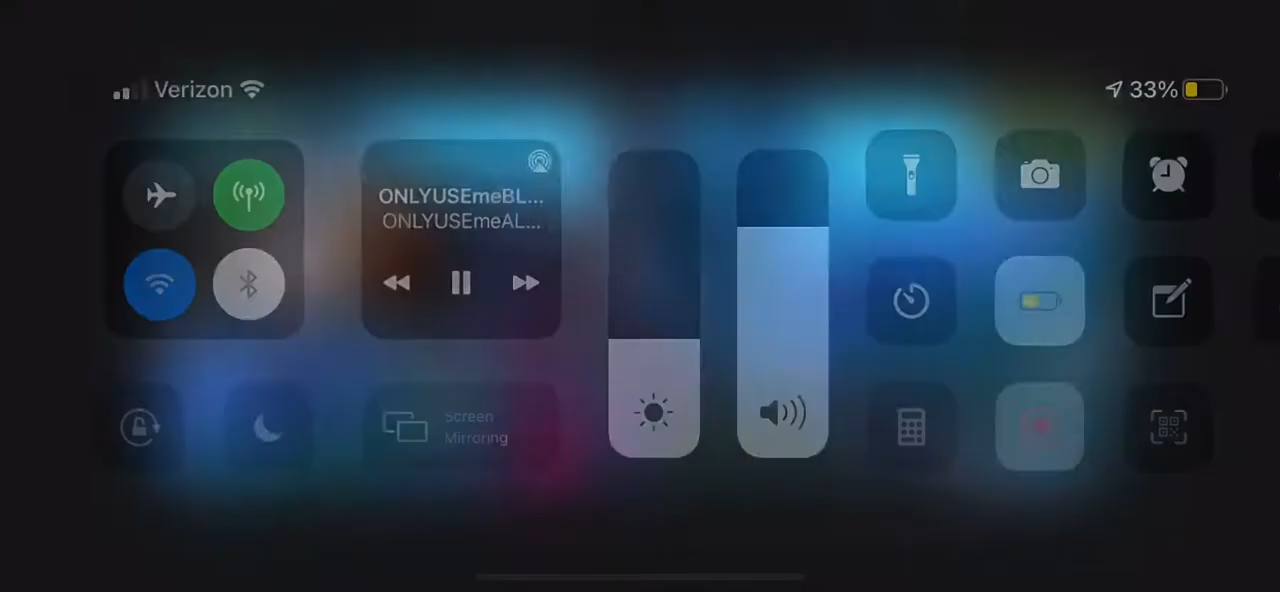 Verizon
33%
ONLYUSEmeBL...
ONLYUSEmeAL...
Screen
Mirroring